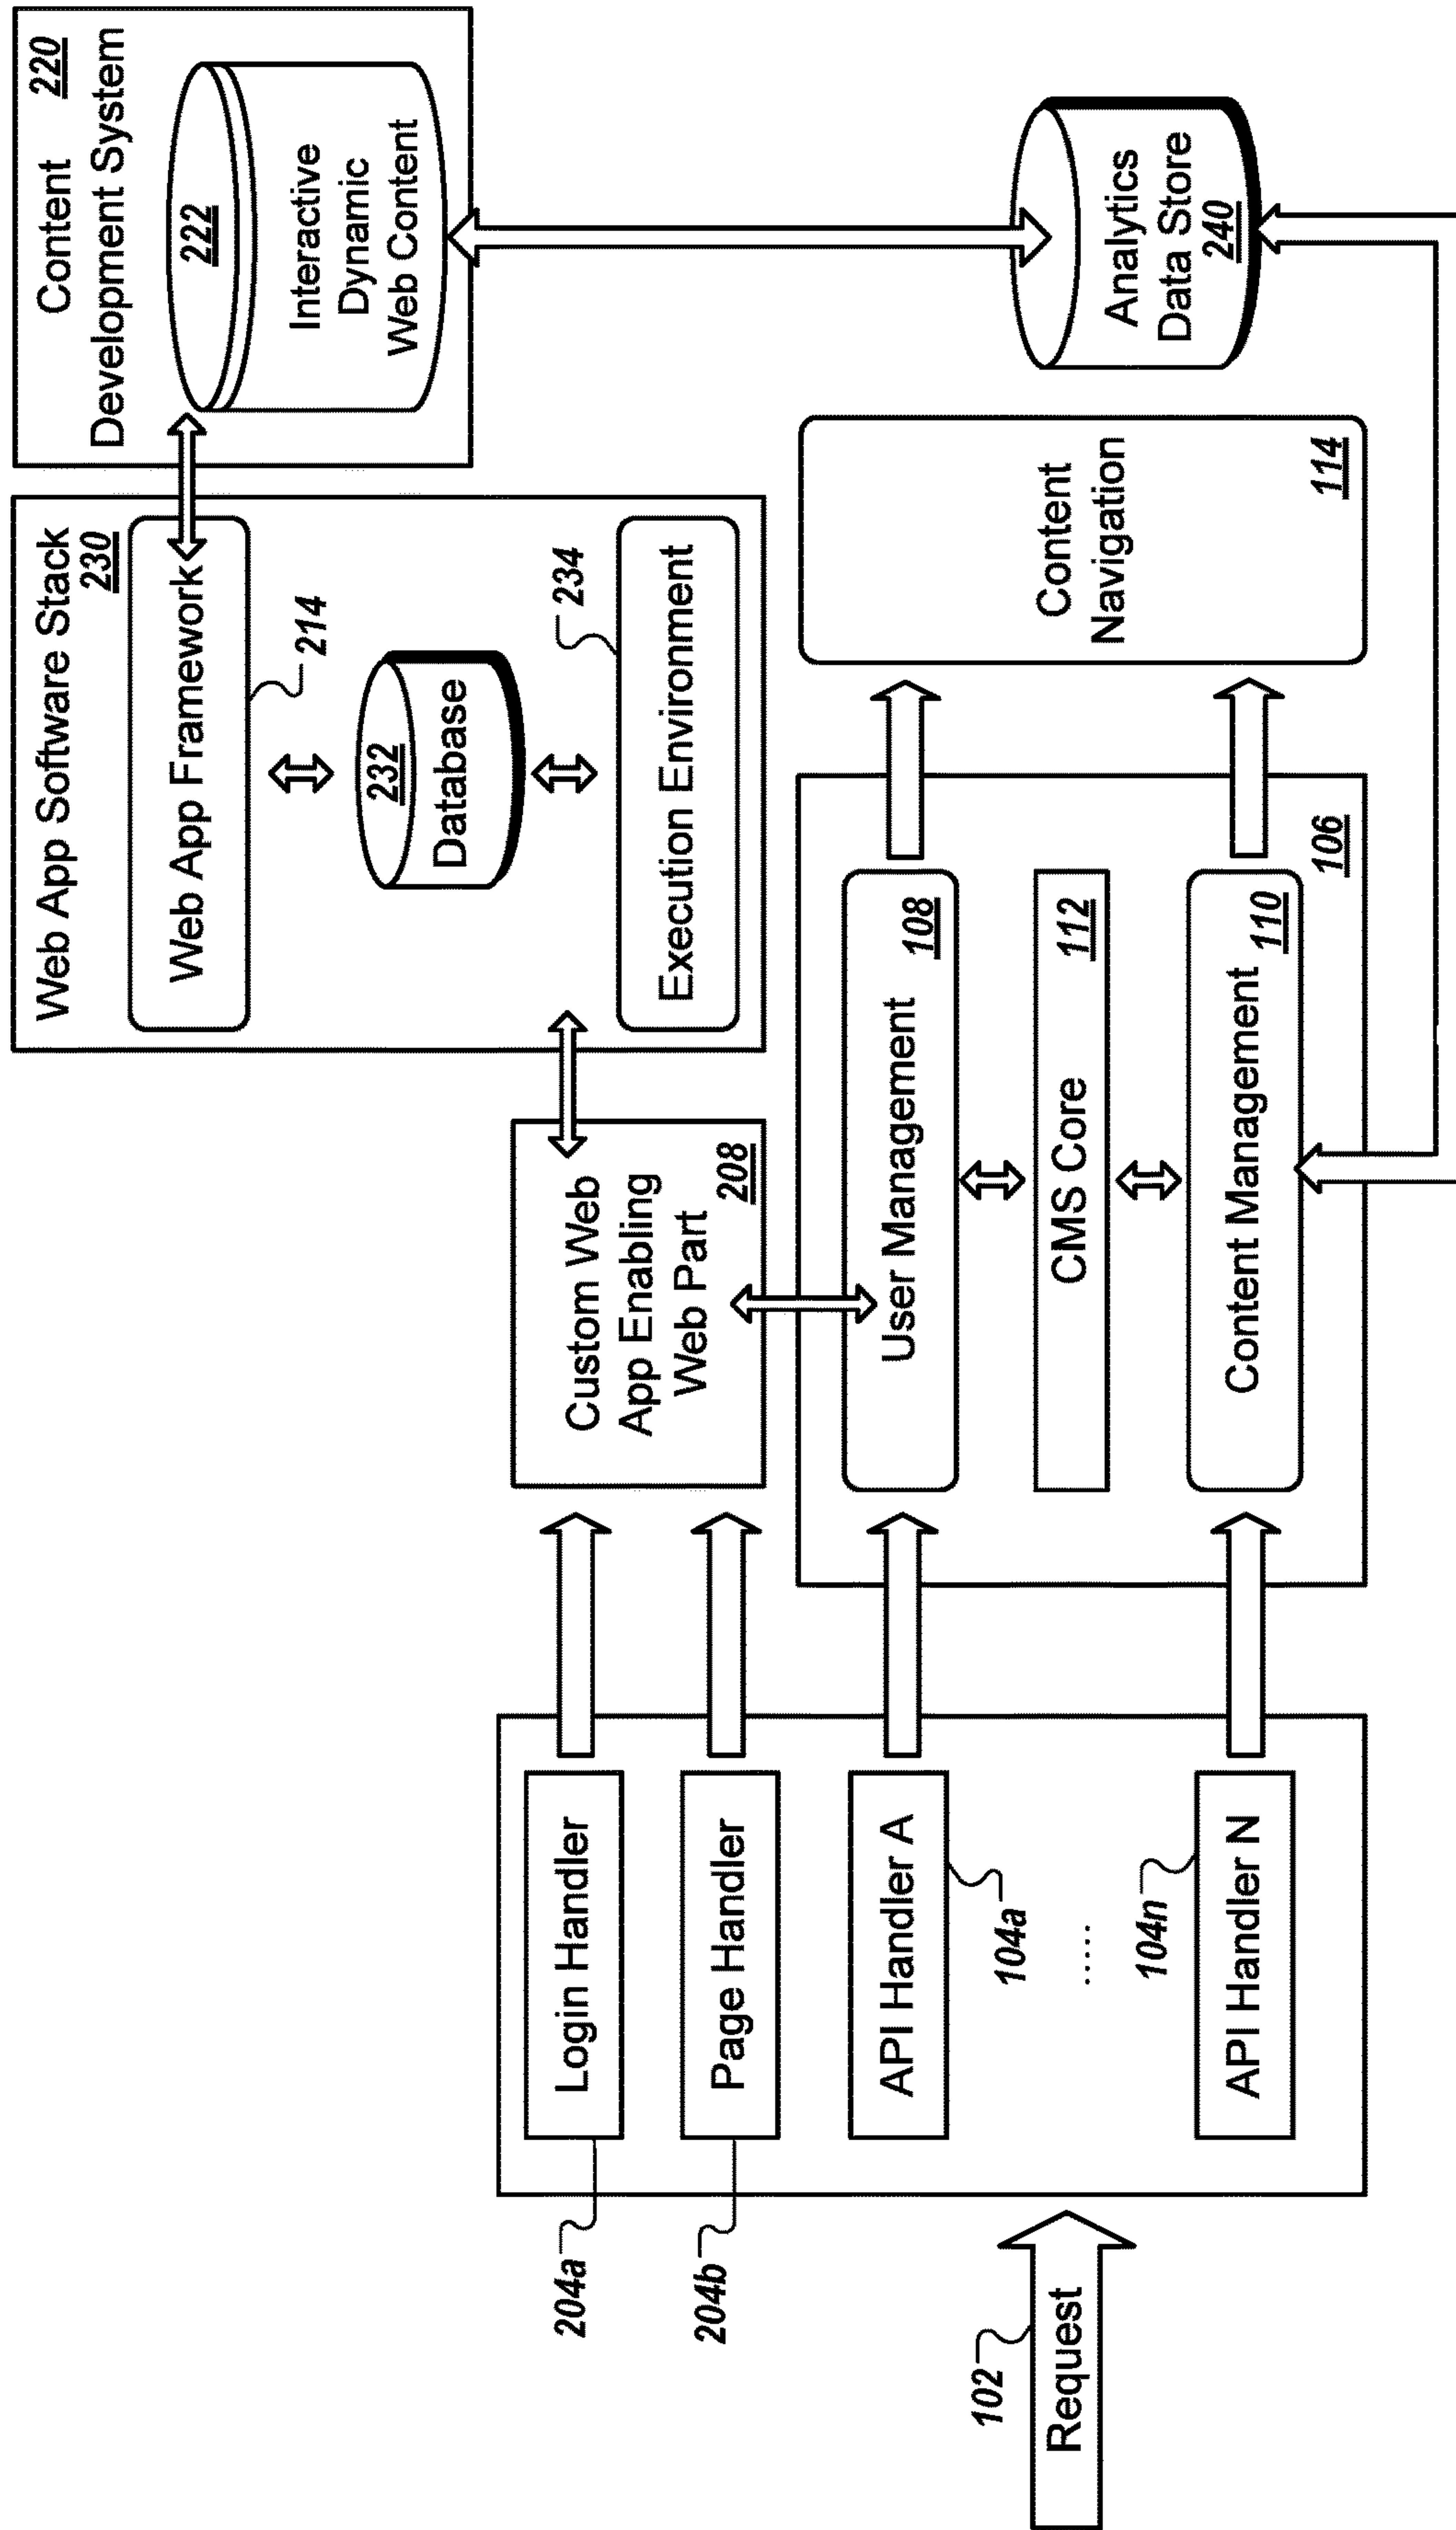 Content
220
Development System
222
Interactive
Dynamic
Web Content
Web App Software Stack
230
Web App Framework
214
232
Database
234
Execution Environment
Custom Web
App Enabling
Web Part
208
Login Handler
204a
Page Handler
204b
API Handler A
104a
.....
104n
API Handler N
102
Request
User Management
108
CMS Core
112
Content Management
110
106
Content
Navigation
114
Analytics
Data Store
240